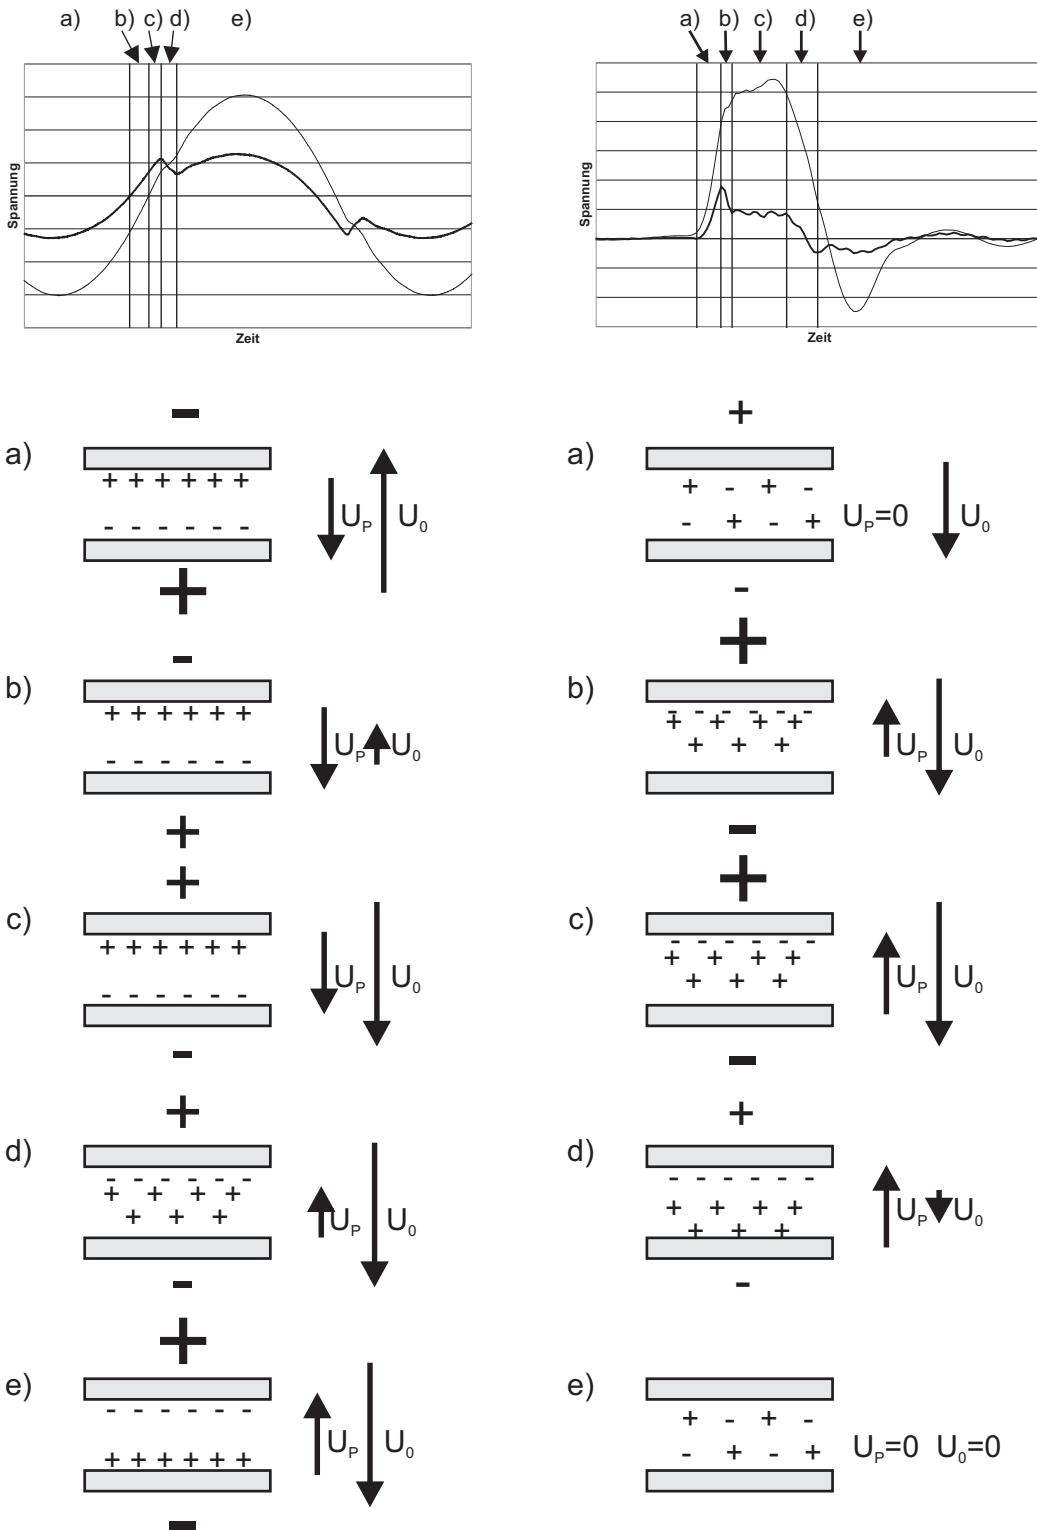 a) b) c) d) e)
Spannung
Zeit
a) b) c) d) e)
Spannung
Zeit
-
a)
+ + + + + +
- - - - - -
U_P U_0
+
-
b)
+ + + + + +
- - - - - -
U_P U_0
+
+
c)
+ + + + + +
- - - - - -
U_P U_0
-
+
d)
- - - - - -
+ + + +
+ + +
U_P U_0
-
+
e)
- - - - - -
+ + + + + +
U_P U_0
-
+
a)
+ - + -
- + - +
U_P=0 U_0
-
+
b)
- - - - - -
+ + + +
+ + +
U_P U_0
-
+
c)
- - - - - -
+ + + +
+ + +
U_P U_0
-
+
d)
- - - - - -
+ + + +
+ + +
U_P U_0
-
e)
+ - + -
- + - +
U_P=0 U_0=0